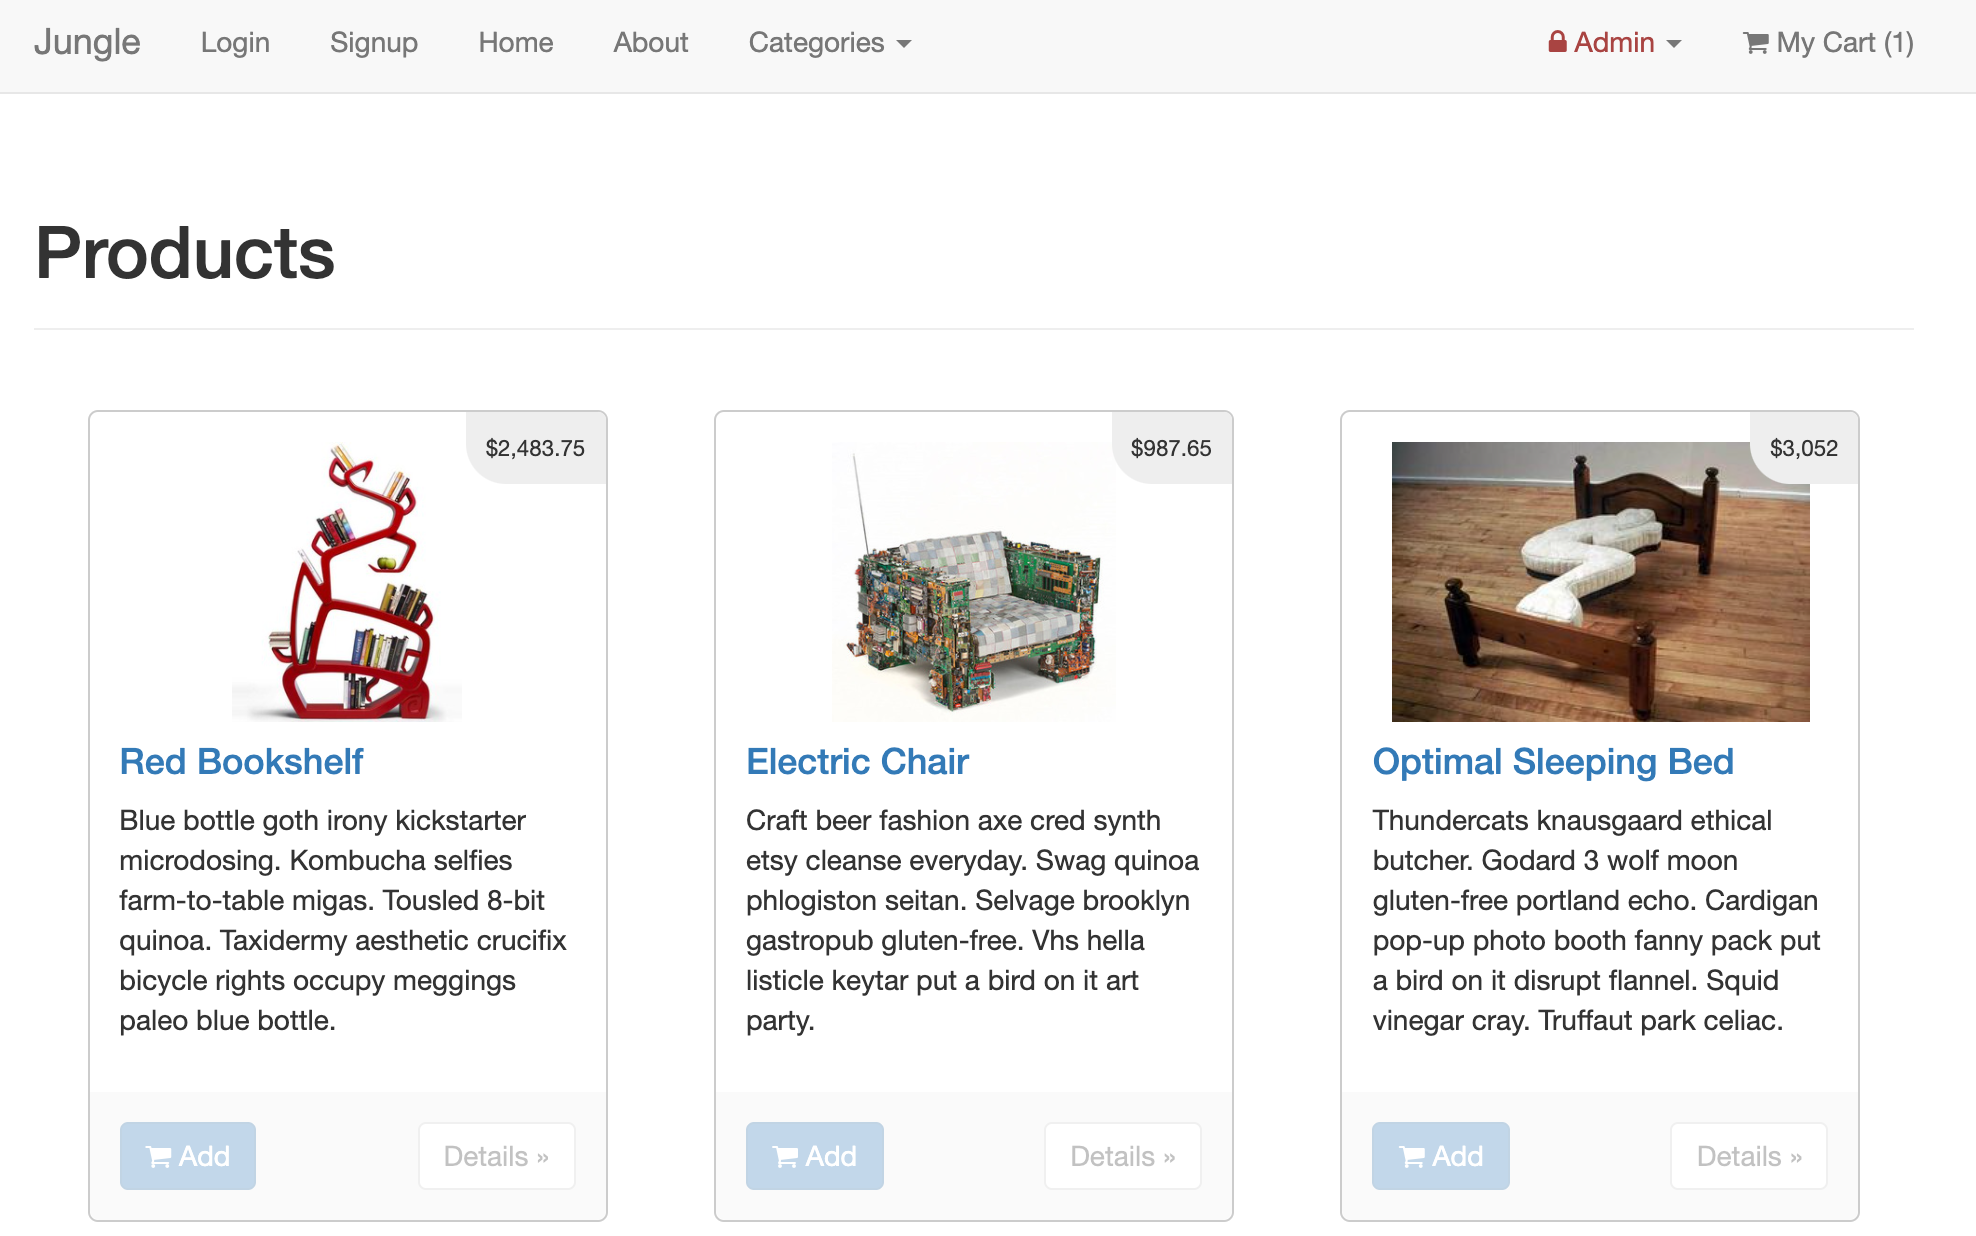 Jungle Login Signup Home About Categories Admin My Cart (1)
Products
$2,483.75
Red Bookshelf
Blue bottle goth irony kickstarter
microdosing. Kombucha selfies
farm-to-table migas. Tousled 8-bit
quinoa. Taxidermy aesthetic crucifix
bicycle rights occupy meggings
paleo blue bottle.
Add Details »
$987.65
Electric Chair
Craft beer fashion axe cred synth
etsy cleanse everyday. Swag quinoa
phlogiston seitan. Selvage brooklyn
gastropub gluten-free. Vhs hella
listicle keytar put a bird on it art
party.
Add Details »
$3,052
Optimal Sleeping Bed
Thundercats knausgaard ethical
butcher. Godard 3 wolf moon
gluten-free portland echo. Cardigan
pop-up photo booth fanny pack put
a bird on it disrupt flannel. Squid
vinegar cray. Truffaut park celiac.
Add Details »